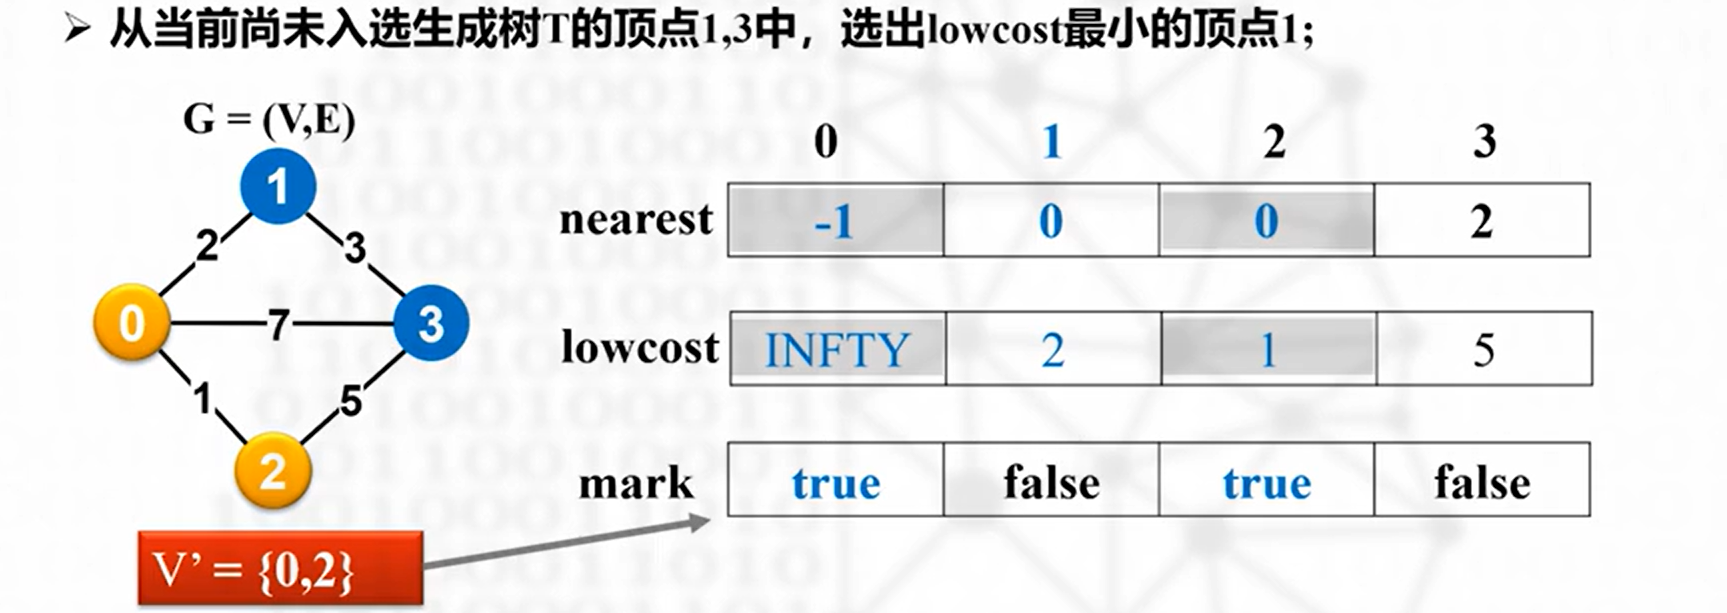 ➢ 从当前尚未入选生成树T的顶点1,3中，选出lowcost最小的顶点1;
G = (V,E)
0 1 2 3
1
nearest -1 0 0 2
2 3
0 7 3
lowcost INFTY 2 1 5
1 5
2
mark true false true false
V’ = {0,2}